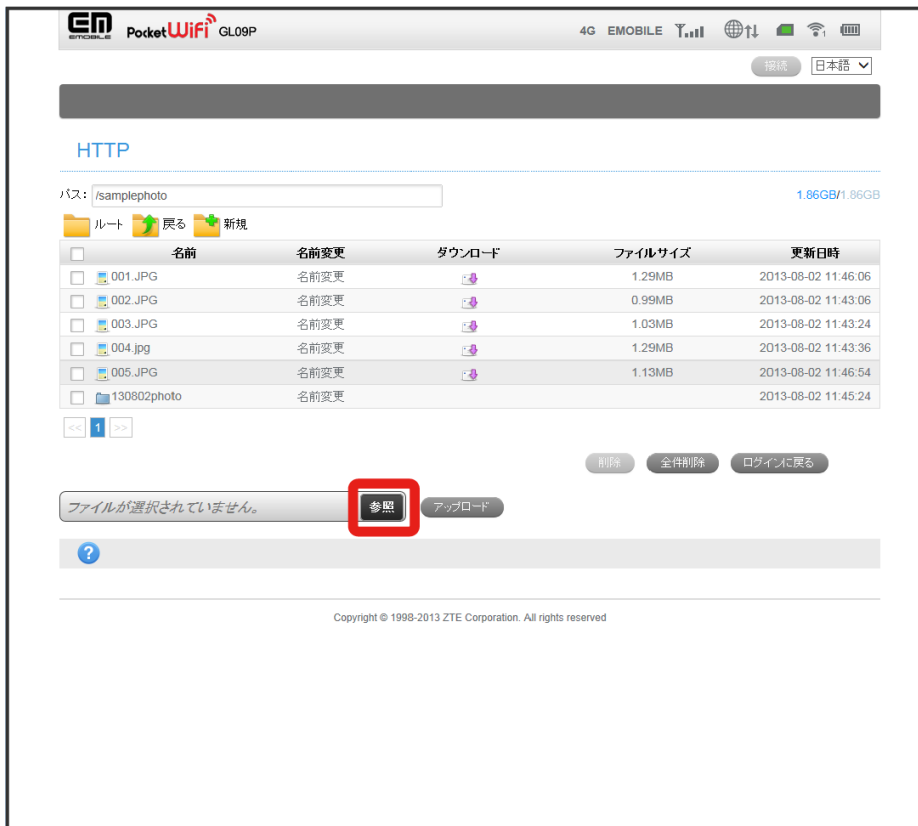 EM
EMOBILE Pocket WiFi GL09P 4G EMOBILE 1
接続 日本語
HTTP
パス: /samplephoto 1.86GB/1.86GB
ルート 戻る 新規
名前 名前変更 ダウンロード ファイルサイズ 更新日時
001.JPG 名前変更 1.29MB 2013-08-02 11:46:06
002.JPG 名前変更 0.99MB 2013-08-02 11:43:06
003.JPG 名前変更 1.03MB 2013-08-02 11:43:24
004.jpg 名前変更 1.29MB 2013-08-02 11:43:36
005.JPG 名前変更 1.13MB 2013-08-02 11:46:54
130802photo 名前変更 2013-08-02 11:45:24
<< 1 >>
削除 全件削除 ログインに戻る
ファイルが選択されていません。 参照 アップロード
?
Copyright © 1998-2013 ZTE Corporation. All rights reserved